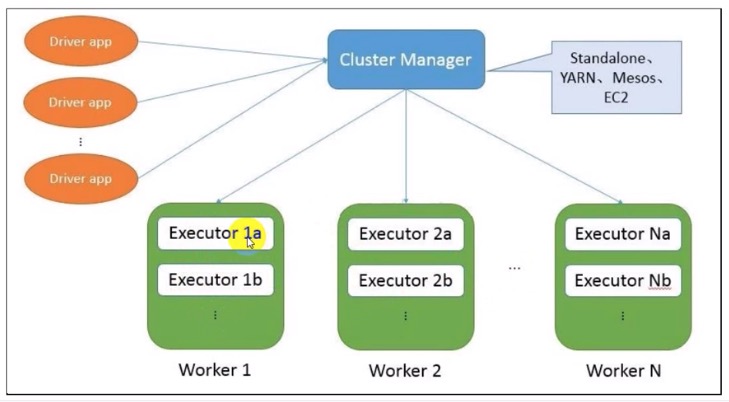 Driver app
Driver app
⋮
Driver app
Cluster Manager
Standalone、
YARN、Mesos、
EC2
Executor 1a
Executor 1b
⋮
Worker 1
Executor 2a
Executor 2b
⋮
Worker 2
...
Executor Na
Executor Nb
⋮
Worker N